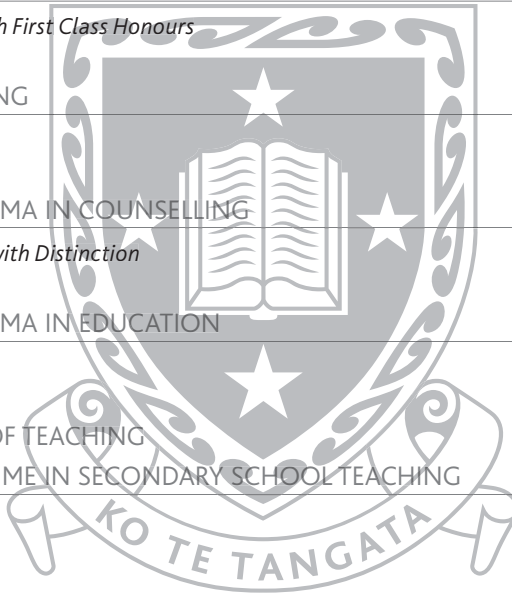 h First Class Honours
NG
MA IN COUNSELLING
with Distinction
MA IN EDUCATION
OF TEACHING
ME IN SECONDARY SCHOOL TEACHING
KO TE TANGATA